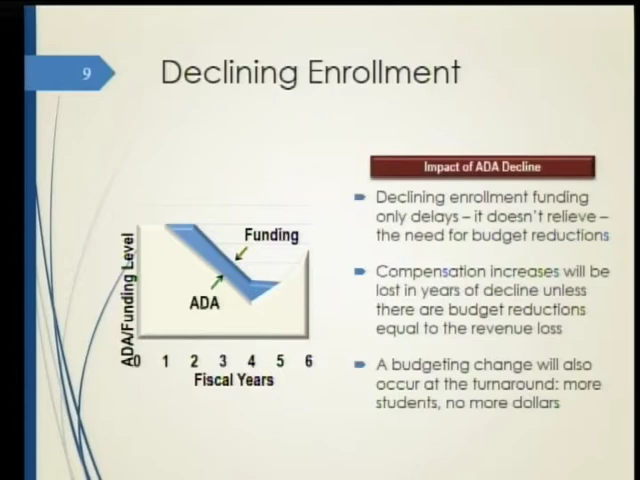 9
Declining Enrollment
Impact of ADA Decline
Declining enrollment funding
only delays – it doesn't relieve –
the need for budget reductions
Compensation increases will be
lost in years of decline unless
there are budget reductions
equal to the revenue loss
A budgeting change will also
occur at the turnaround: more
students, no more dollars
ADA/Funding Level
Funding
ADA
0 1 2 3 4 5 6
Fiscal Years